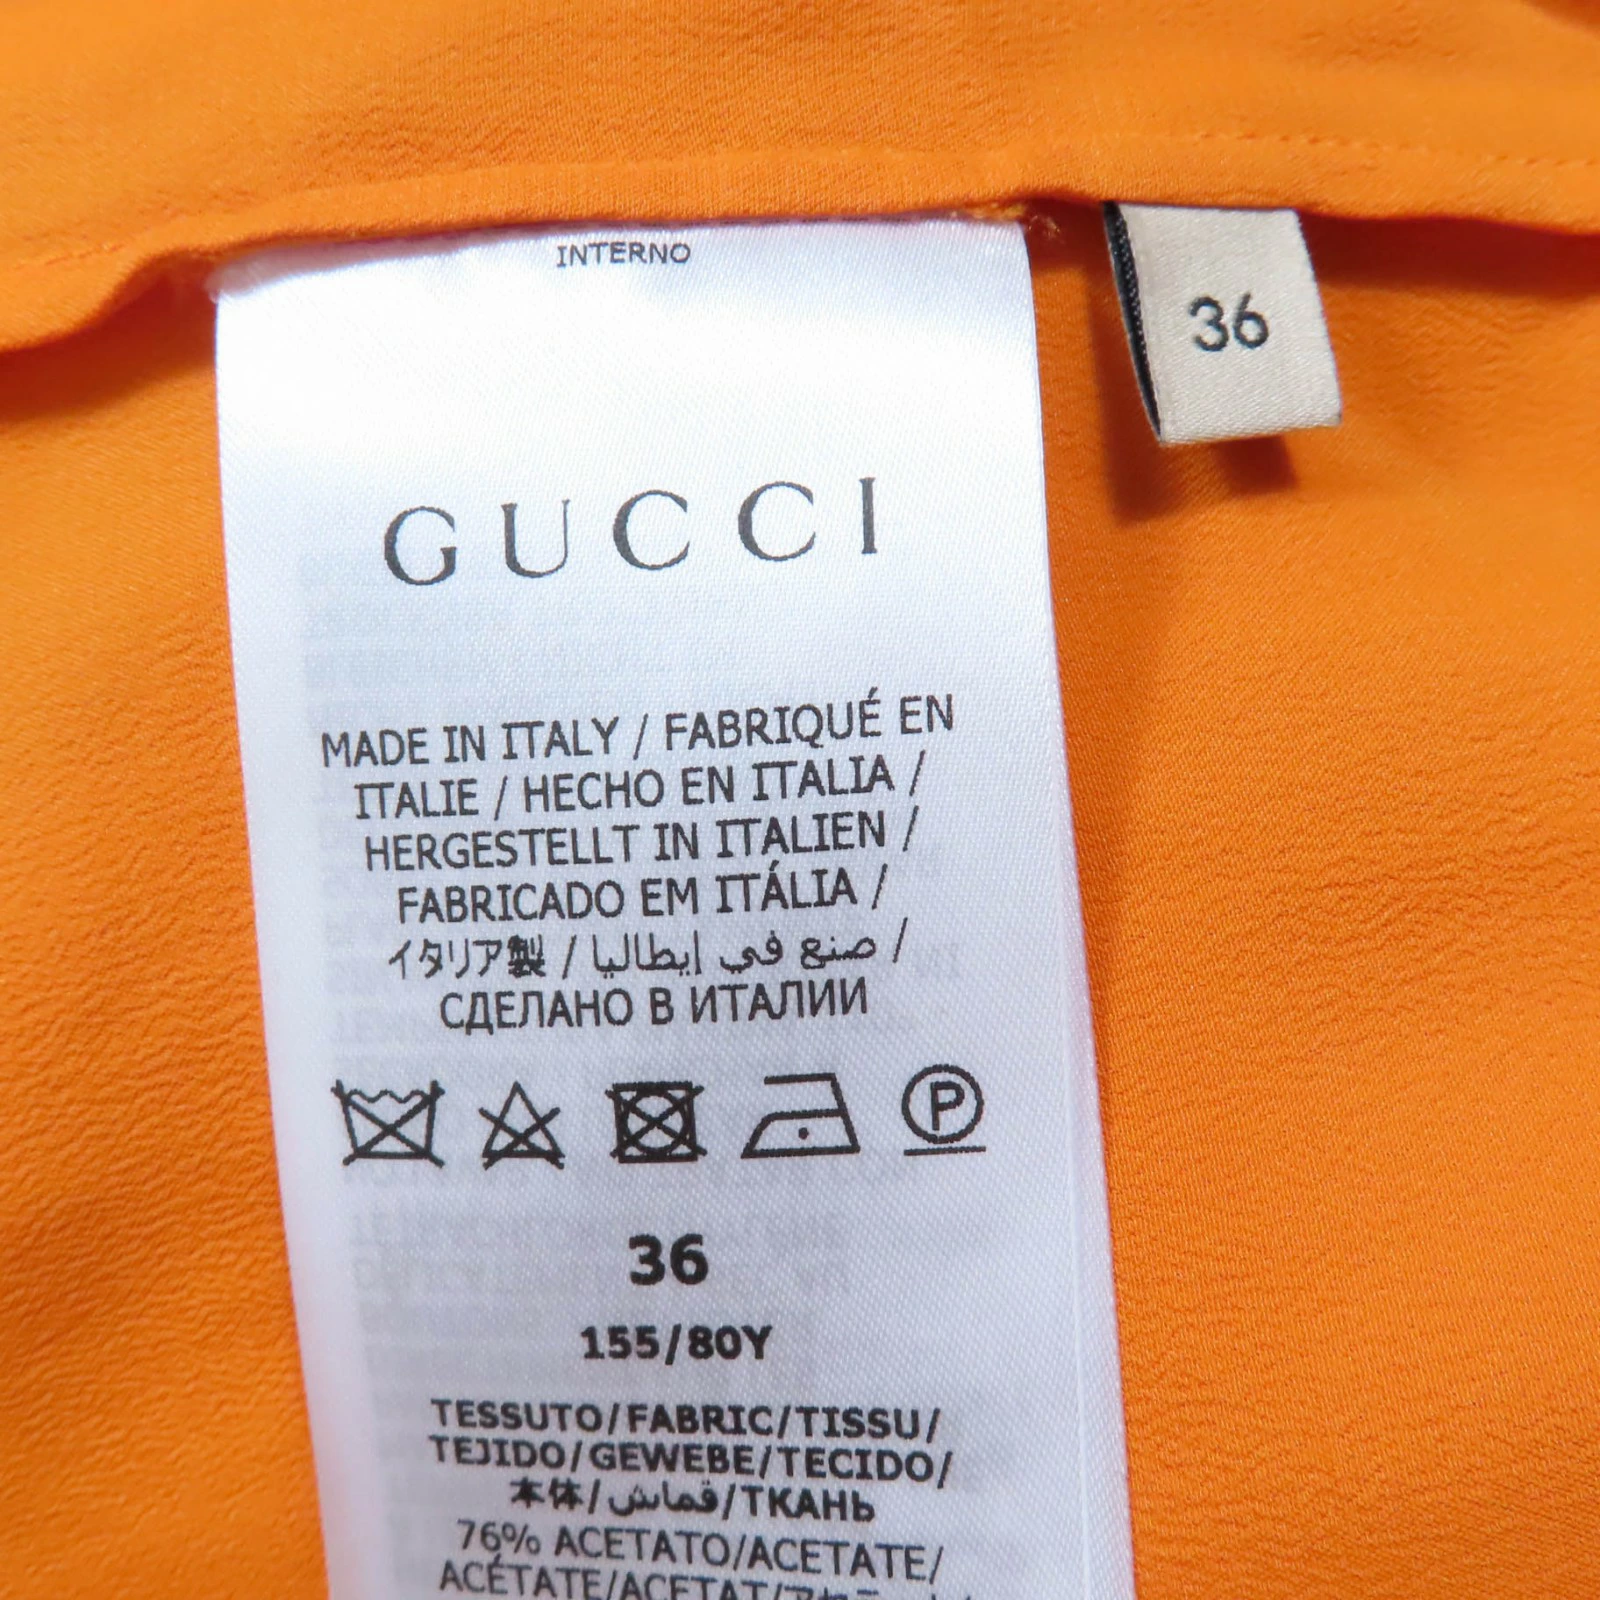 INTERNO
36
GUCCI
MADE IN ITALY / FABRIQUÉ EN
ITALIE / HECHO EN ITALIA /
HERGESTELLT IN ITALIEN /
FABRICADO EM ITÁLIA /
イタリア製 / صنع في إيطاليا /
СДЕЛАНО В ИТАЛИИ
P
36
155/80Y
TESSUTO/FABRIC/TISSU/
TEJIDO/GEWEBE/TECIDO/
本体/قماش/ТКАНЬ
76% ACETATO/ACETATE/
ACÉTATE/ACETAT/